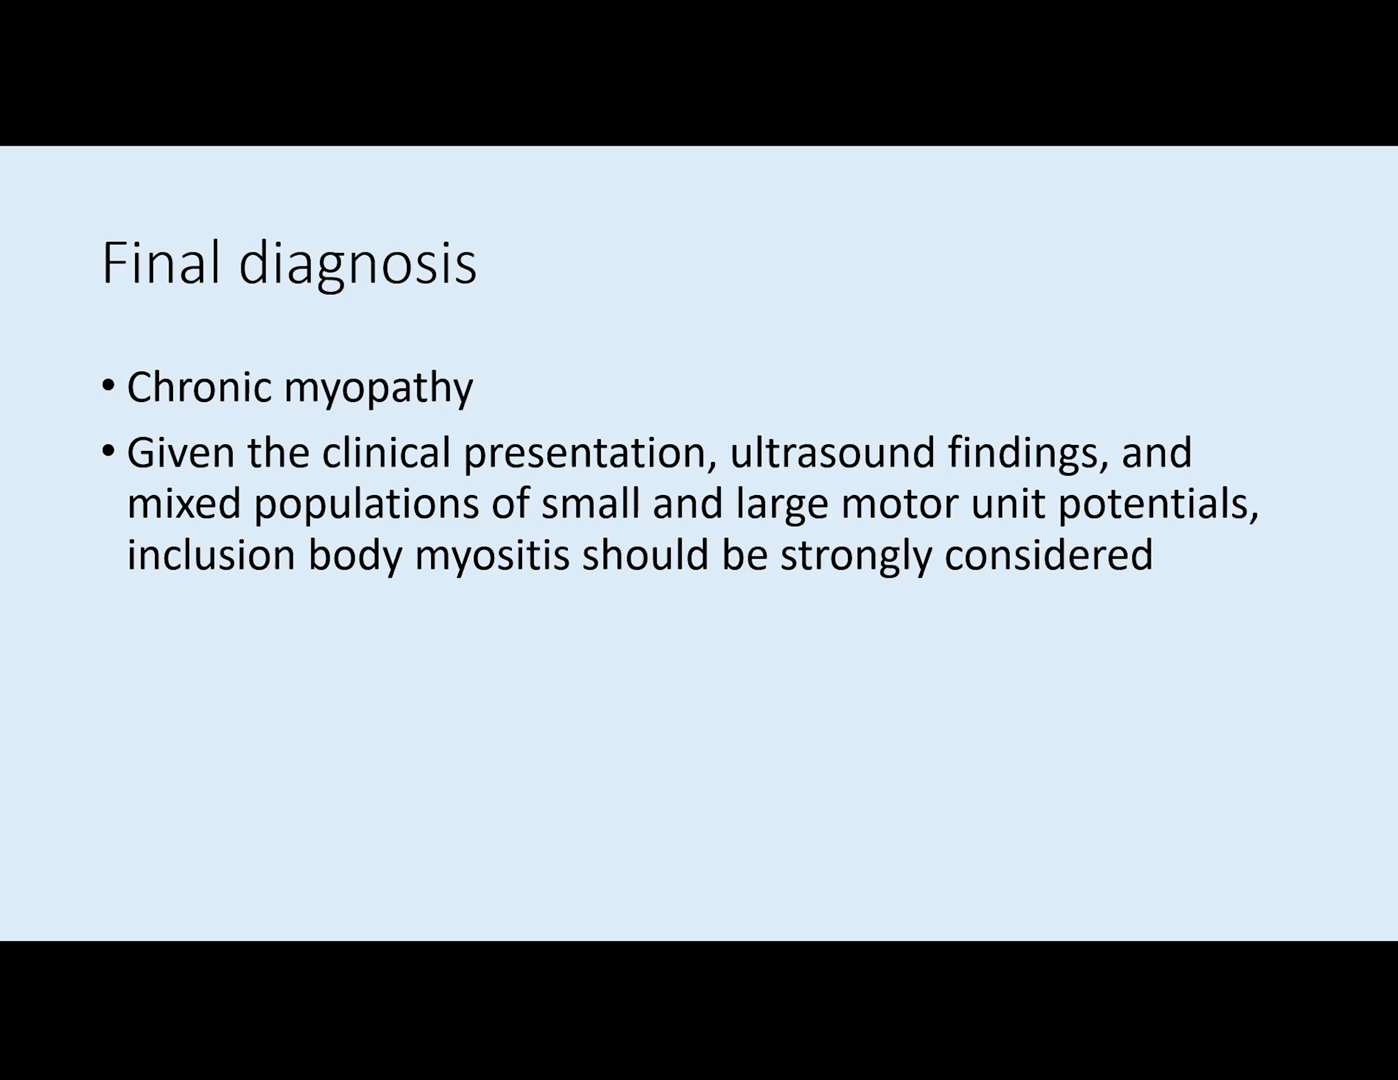 Final diagnosis
• Chronic myopathy
• Given the clinical presentation, ultrasound findings, and
mixed populations of small and large motor unit potentials,
inclusion body myositis should be strongly considered